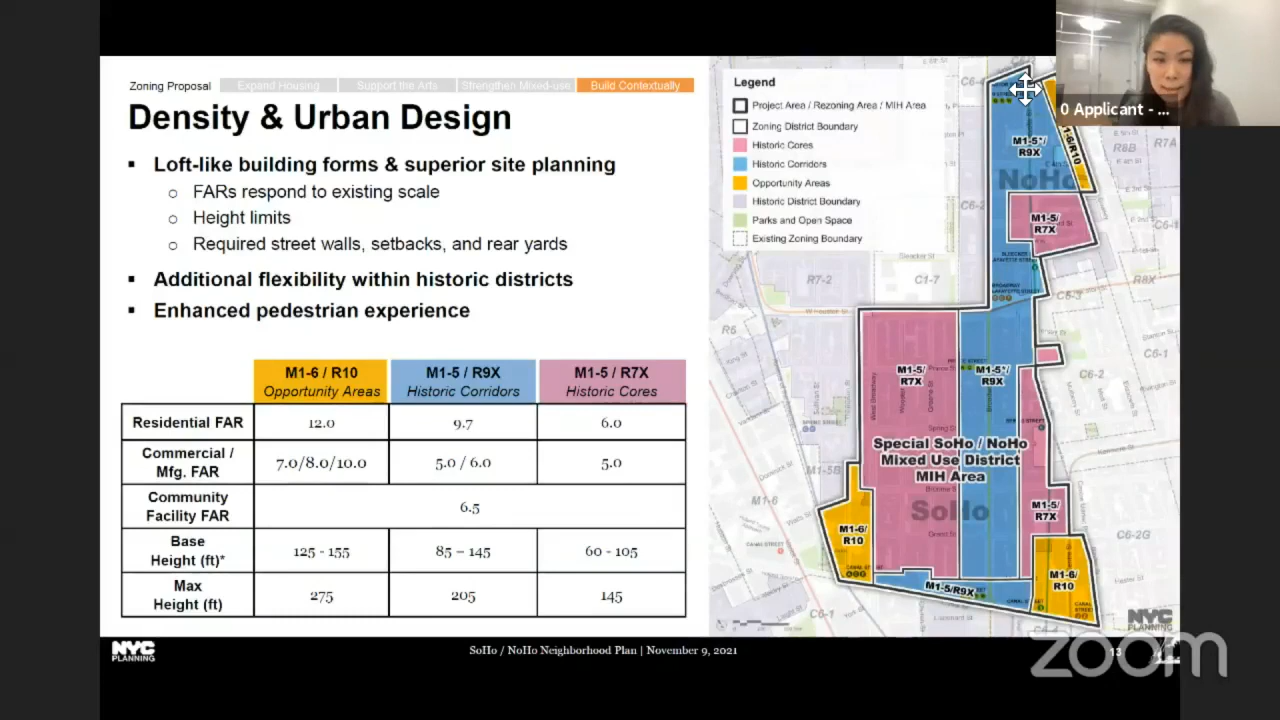 Zoning Proposal
Expand Housing
Support the Arts
Strengthen Mixed-use
Build Contextually
Density & Urban Design
▪ Loft-like building forms & superior site planning
o FARs respond to existing scale
o Height limits
o Required street walls, setbacks, and rear yards
▪ Additional flexibility within historic districts
▪ Enhanced pedestrian experience
M1-6 / R10 M1-5 / R9X M1-5 / R7X
Opportunity Areas Historic Corridors Historic Cores
Residential FAR 12.0 9.7 6.0
Commercial / Mfg. FAR 7.0/8.0/10.0 5.0 / 6.0 5.0
Community Facility FAR 6.5
Base Height (ft)* 125 - 155 85 – 145 60 - 105
Max Height (ft) 275 205 145
Legend
Project Area / Rezoning Area / MIH Area
Zoning District Boundary
Historic Cores
Historic Corridors
Opportunity Areas
Historic District Boundary
Parks and Open Space
Existing Zoning Boundary
0 Applicant - ...
M1-5*/
R9X
NoHo
R8B
R7A
M1-5/
R7X
C6-1
R7-2
C1-7
C6-3
R8X
R6
W Houston St
M1-5/
R7X
M1-5*/
R9X
C6-1
C6-2
Special SoHo / NoHo
Mixed Use District
MIH Area
M1-5B
M1-6
SoHo
M1-5/
R7X
M1-6/
R10
C6-2G
M1-6/
R10
M1-5/R9X
C6-1
NYC
PLANNING
NYC
PLANNING
SoHo / NoHo Neighborhood Plan | November 9, 2021
13
zoom